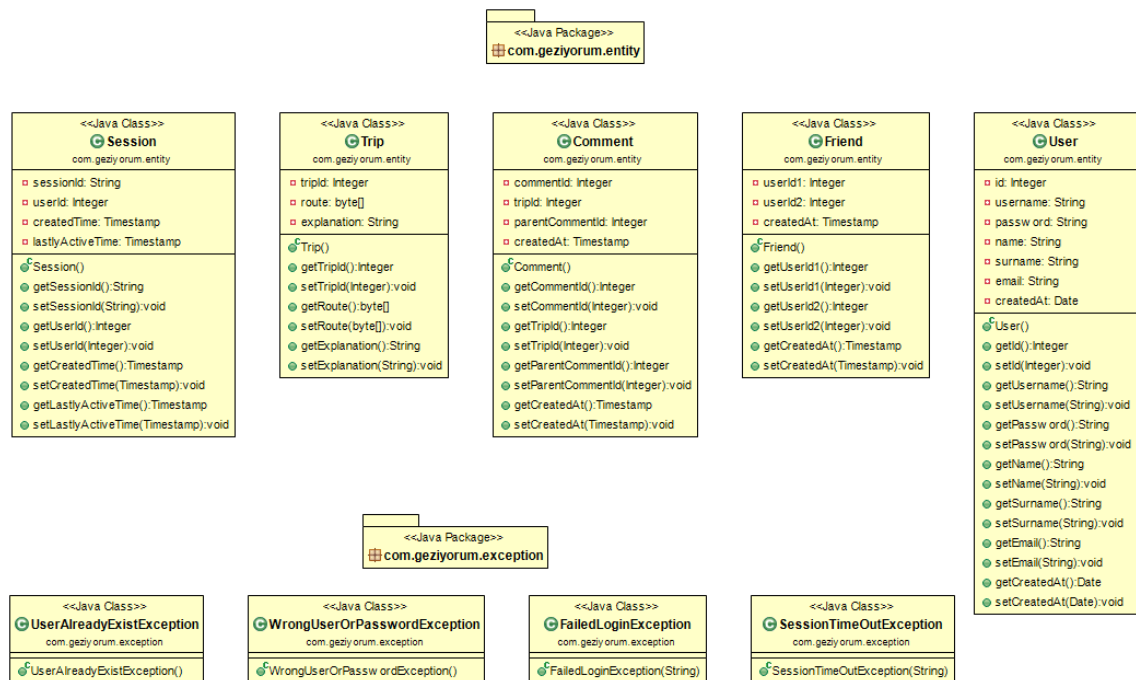 <<Java Package>>
com.geziyorum.entity
<<Java Class>>
Session
com.geziyorum.entity
sessionId: String
userId: Integer
createdTime: Timestamp
lastlyActiveTime: Timestamp
Session()
getSessionId():String
setSessionId(String):void
getUserId():Integer
setUserId(Integer):void
getCreatedTime():Timestamp
setCreatedTime(Timestamp):void
getLastlyActiveTime():Timestamp
setLastlyActiveTime(Timestamp):void
<<Java Class>>
Trip
com.geziyorum.entity
tripId: Integer
route: byte[]
explanation: String
Trip()
getTripId():Integer
setTripId(Integer):void
getRoute():byte[]
setRoute(byte[]):void
getExplanation():String
setExplanation(String):void
<<Java Class>>
Comment
com.geziyorum.entity
commentId: Integer
tripId: Integer
parentCommentId: Integer
createdAt: Timestamp
Comment()
getCommentId():Integer
setCommentId(Integer):void
getTripId():Integer
setTripId(Integer):void
getParentCommentId():Integer
setParentCommentId(Integer):void
getCreatedAt():Timestamp
setCreatedAt(Timestamp):void
<<Java Class>>
Friend
com.geziyorum.entity
userId1: Integer
userId2: Integer
createdAt: Timestamp
Friend()
getUserId1():Integer
setUserId1(Integer):void
getUserId2():Integer
setUserId2(Integer):void
getCreatedAt():Timestamp
setCreatedAt(Timestamp):void
<<Java Class>>
User
com.geziyorum.entity
id: Integer
username: String
password: String
name: String
surname: String
email: String
createdAt: Date
User()
getId():Integer
setId(Integer):void
getUsername():String
setUsername(String):void
getPassword():String
setPassword(String):void
getName():String
setName(String):void
getSurname():String
setSurname(String):void
getEmail():String
setEmail(String):void
getCreatedAt():Date
setCreatedAt(Date):void
<<Java Package>>
com.geziyorum.exception
<<Java Class>>
UserAlreadyExistException
com.geziyorum.exception
UserAlreadyExistException()
<<Java Class>>
WrongUserOrPasswordException
com.geziyorum.exception
WrongUserOrPasswordException()
<<Java Class>>
FailedLoginException
com.geziyorum.exception
FailedLoginException(String)
<<Java Class>>
SessionTimeOutException
com.geziyorum.exception
SessionTimeOutException(String)